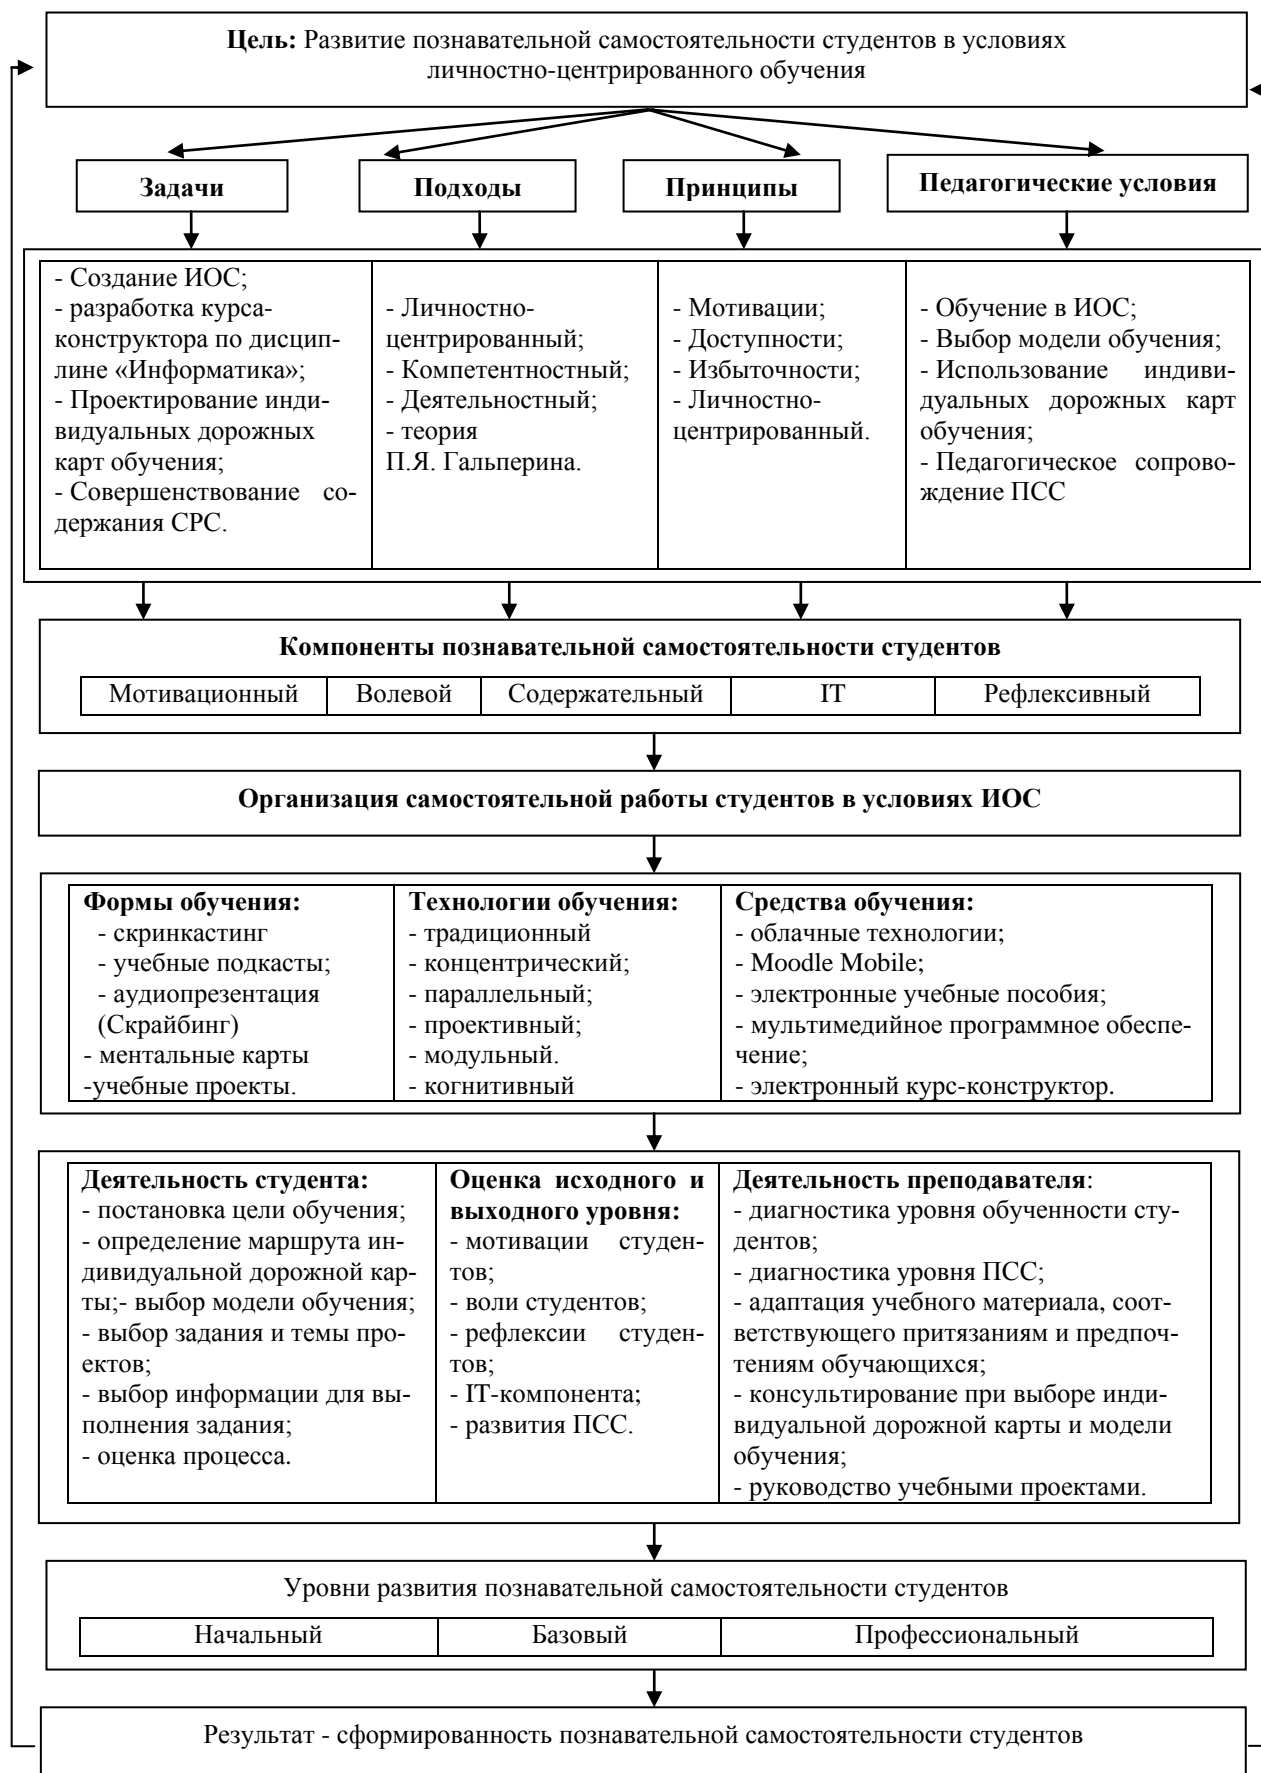 Цель: Развитие познавательной самостоятельности студентов в условиях
личностно-центрированного обучения
Задачи
Подходы
Принципы
Педагогические условия
- Создание ИОС;
- разработка курса-
конструктора по дисцип-
лине «Информатика»;
- Проектирование инди-
видуальных дорожных
карт обучения;
- Совершенствование со-
держания СРС.
- Личностно-
центрированный;
- Компетентностный;
- Деятельностный;
- теория
П.Я. Гальперина.
- Мотивации;
- Доступности;
- Избыточности;
- Личностно-
центрированный.
- Обучение в ИОС;
- Выбор модели обучения;
- Использование индиви-
дуальных дорожных карт
обучения;
- Педагогическое сопрово-
ждение ПСС
Компоненты познавательной самостоятельности студентов
Мотивационный
Волевой
Содержательный
IT
Рефлексивный
Организация самостоятельной работы студентов в условиях ИОС
Формы обучения:
- скринкастинг
- учебные подкасты;
- аудиопрезентация
(Скрайбинг)
- ментальные карты
-учебные проекты.
Технологии обучения:
- традиционный
- концентрический;
- параллельный;
- проективный;
- модульный.
- когнитивный
Средства обучения:
- облачные технологии;
- Moodle Mobile;
- электронные учебные пособия;
- мультимедийное программное обеспе-
чение;
- электронный курс-конструктор.
Деятельность студента:
- постановка цели обучения;
- определение маршрута ин-
дивидуальной дорожной кар-
ты;- выбор модели обучения;
- выбор задания и темы про-
ектов;
- выбор информации для вы-
полнения задания;
- оценка процесса.
Оценка исходного и
выходного уровня:
- мотивации студен-
тов;
- воли студентов;
- рефлексии студен-
тов;
- IT-компонента;
- развития ПСС.
Деятельность преподавателя:
- диагностика уровня обученности сту-
дентов;
- диагностика уровня ПСС;
- адаптация учебного материала, соот-
ветствующего притязаниям и предпоч-
тениям обучающихся;
- консультирование при выборе инди-
видуальной дорожной карты и модели
обучения;
- руководство учебными проектами.
Уровни развития познавательной самостоятельности студентов
Начальный
Базовый
Профессиональный
Результат - сформированность познавательной самостоятельности студентов